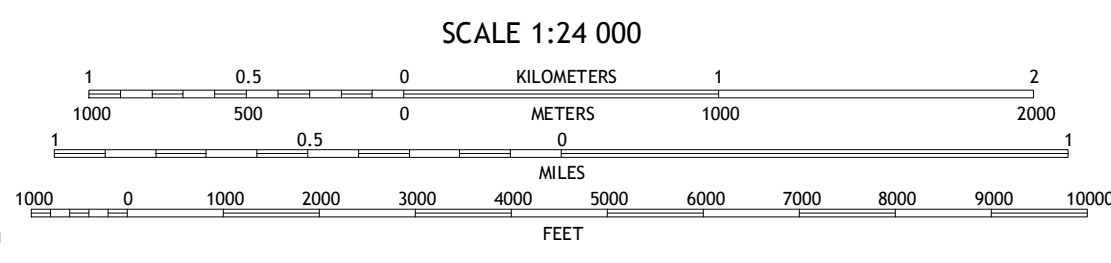 SCALE 1:24 000
1 0.5 0 KILOMETERS 1 2
1000 500 0 METERS 1000 2000
1 0.5 0 1
MILES
1000 0 1000 2000 3000 4000 5000 6000 7000 8000 9000 10000
FEET